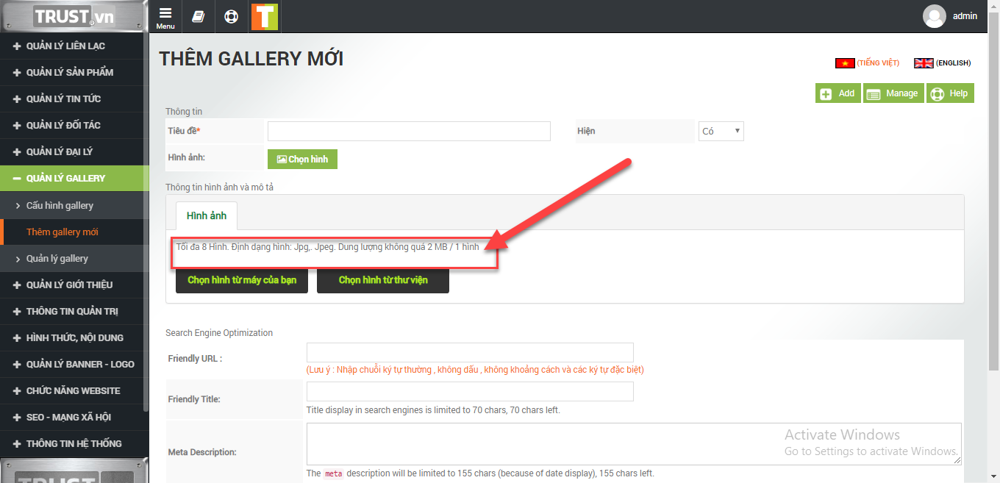 TRUST.vn
Menu
admin
QUẢN LÝ LIÊN LẠC
QUẢN LÝ SẢN PHẨM
QUẢN LÝ TIN TỨC
QUẢN LÝ ĐỐI TÁC
QUẢN LÝ ĐẠI LÝ
QUẢN LÝ GALLERY
Cấu hình gallery
Thêm gallery mới
Quản lý gallery
QUẢN LÝ GIỚI THIỆU
THÔNG TIN QUẢN TRỊ
HÌNH THỨC, NỘI DUNG
QUẢN LÝ BANNER - LOGO
CHỨC NĂNG WEBSITE
SEO - MẠNG XÃ HỘI
THÔNG TIN HỆ THỐNG
TRUST
THÊM GALLERY MỚI
(TIẾNG VIỆT) (ENGLISH)
Add Manage Help
Thông tin
Tiêu đề* Hiện Có
Hình ảnh: Chọn hình
Thông tin hình ảnh và mô tả
Hình ảnh
Tối đa 8 Hình. Định dạng hình: Jpg,. Jpeg. Dung lượng không quá 2 MB / 1 hình
Chọn hình từ máy của bạn Chọn hình từ thư viện
Search Engine Optimization
Friendly URL :
(Lưu ý : Nhập chuỗi ký tự thường , không dấu , không khoảng cách và các ký tự đặc biệt)
Friendly Title:
Title display in search engines is limited to 70 chars, 70 chars left.
Meta Description:
The meta description will be limited to 155 chars (because of date display), 155 chars left.
Activate Windows
Go to Settings to activate Windows.